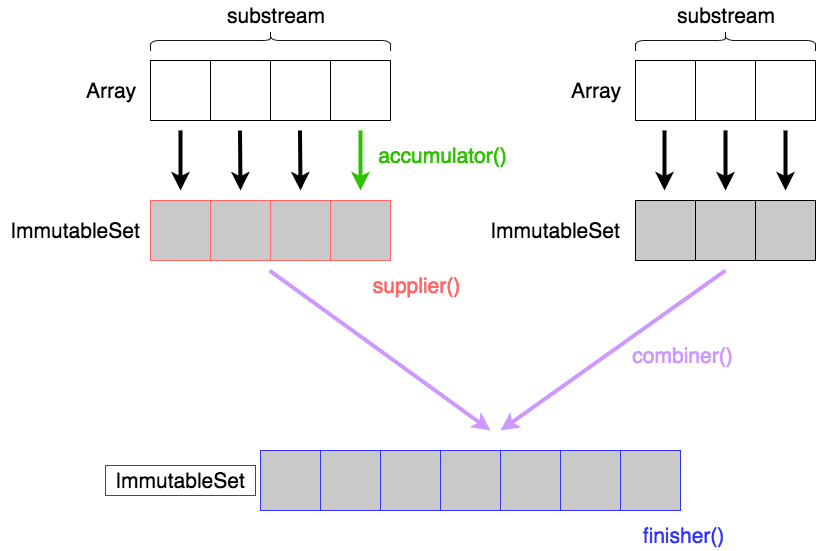 substream
substream
Array
Array
accumulator()
ImmutableSet
ImmutableSet
supplier()
combiner()
ImmutableSet
finisher()